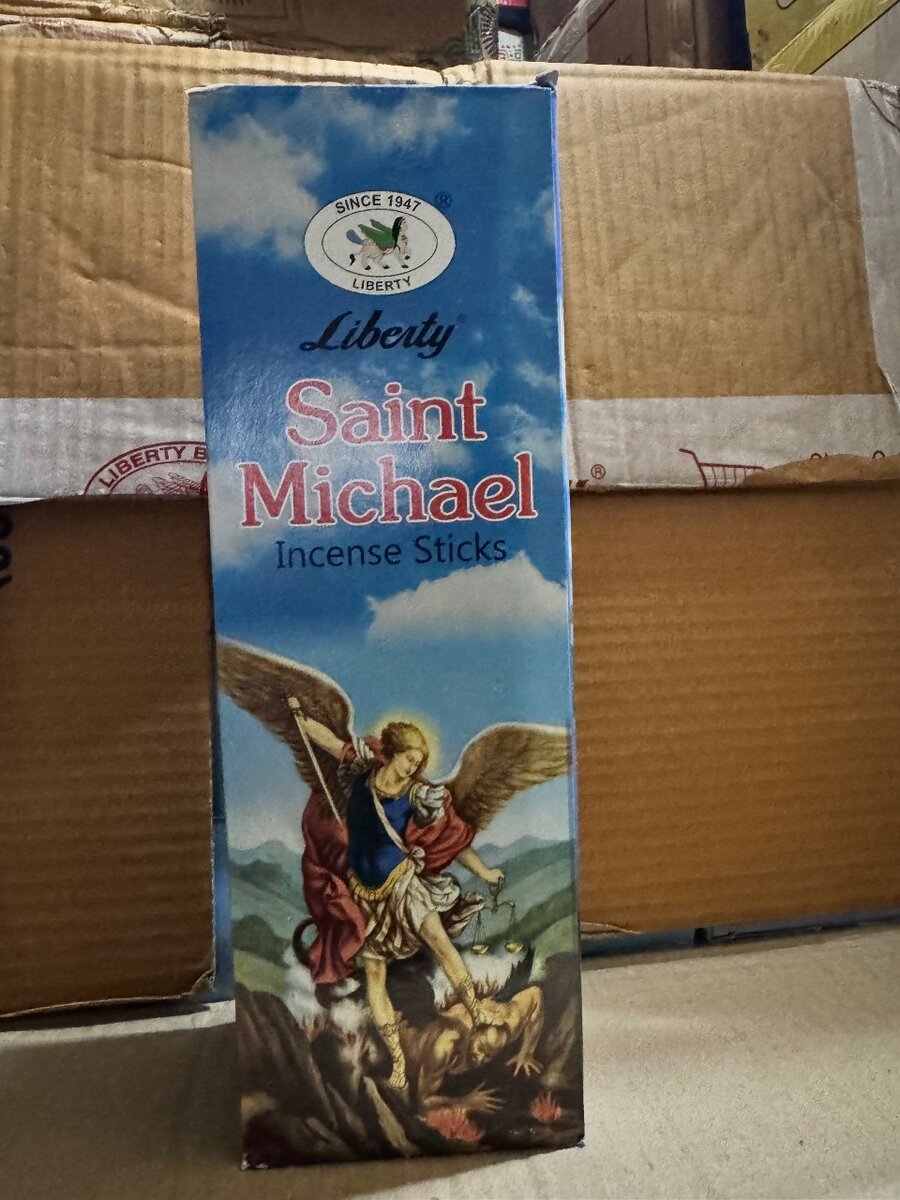 SINCE 1947
®
LIBERTY
Liberty®
Saint
Michael
Incense Sticks
LIBERTY
®